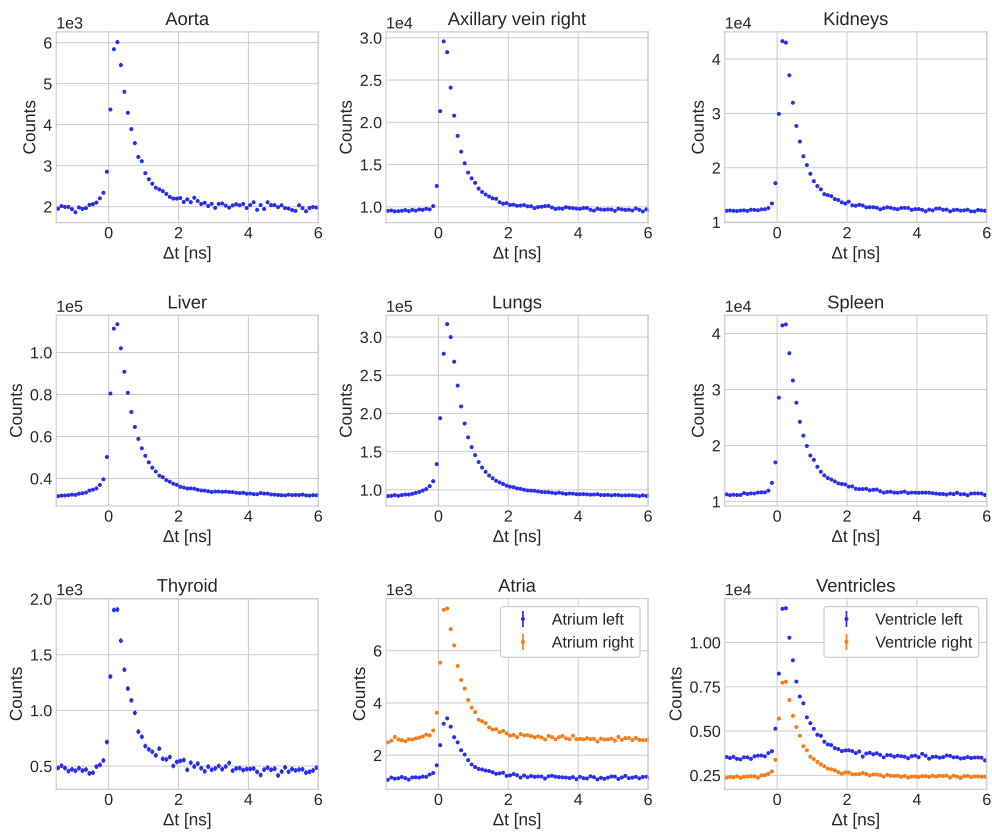 Aorta
1e3
6
5
4
3
2
Counts
0 2 4 6
Δt [ns]
Axillary vein right
1e4
3.0
2.5
2.0
1.5
1.0
Counts
0 2 4 6
Δt [ns]
Kidneys
1e4
4
3
2
1
Counts
0 2 4 6
Δt [ns]
Liver
1e5
1.0
0.8
0.6
0.4
Counts
0 2 4 6
Δt [ns]
Lungs
1e5
3.0
2.5
2.0
1.5
1.0
Counts
0 2 4 6
Δt [ns]
Spleen
1e4
4
3
2
1
Counts
0 2 4 6
Δt [ns]
Thyroid
1e3
2.0
1.5
1.0
0.5
Counts
0 2 4 6
Δt [ns]
Atria
1e3
Atrium left
Atrium right
6
4
2
Counts
0 2 4 6
Δt [ns]
Ventricles
1e4
Ventricle left
Ventricle right
1.00
0.75
0.50
0.25
Counts
0 2 4 6
Δt [ns]